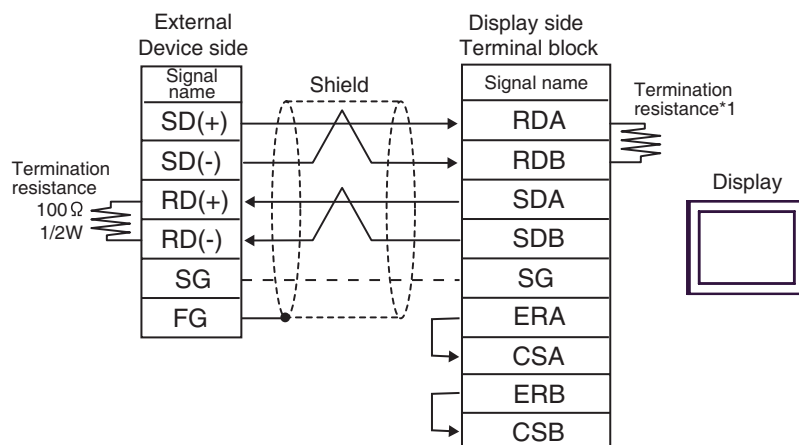 External
Device side
Signal
name
SD(+)
SD(-)
RD(+)
RD(-)
SG
FG
Termination
resistance
100Ω
1/2W
Shield
Display side
Terminal block
Signal name
RDA
RDB
SDA
SDB
SG
ERA
CSA
ERB
CSB
Termination
resistance*1
Display